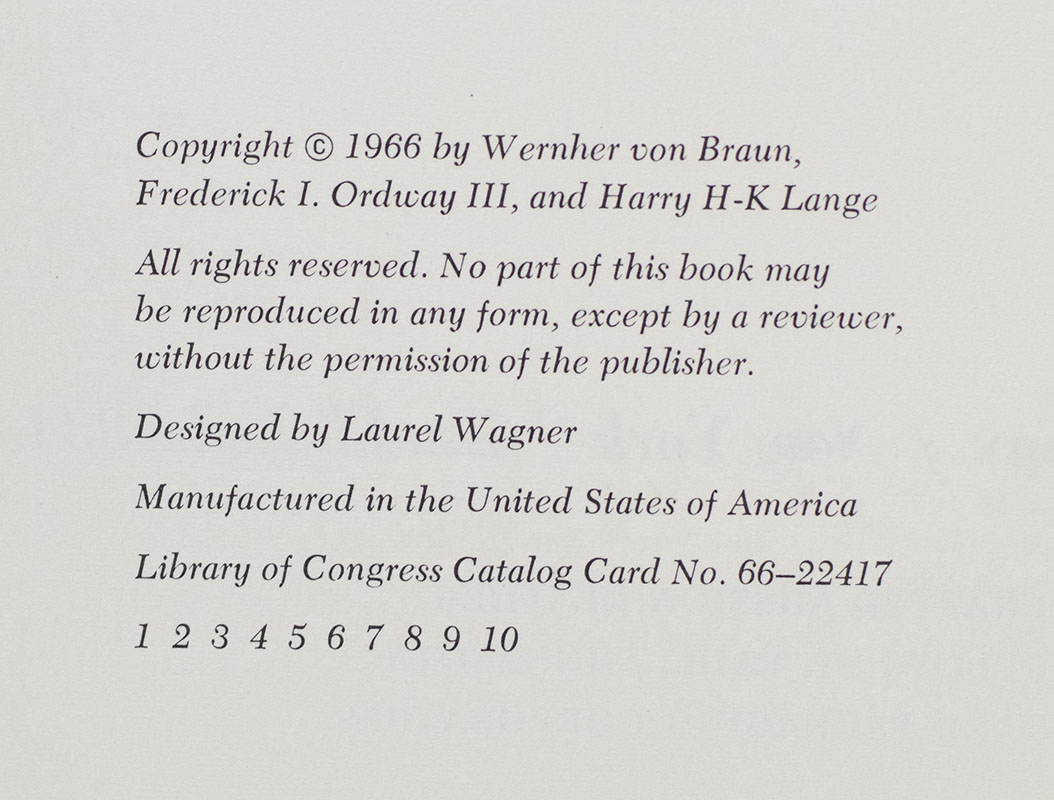 Copyright © 1966 by Wernher von Braun,
Frederick I. Ordway III, and Harry H-K Lange
All rights reserved. No part of this book may
be reproduced in any form, except by a reviewer,
without the permission of the publisher.
Designed by Laurel Wagner
Manufactured in the United States of America
Library of Congress Catalog Card No. 66–22417
1 2 3 4 5 6 7 8 9 10